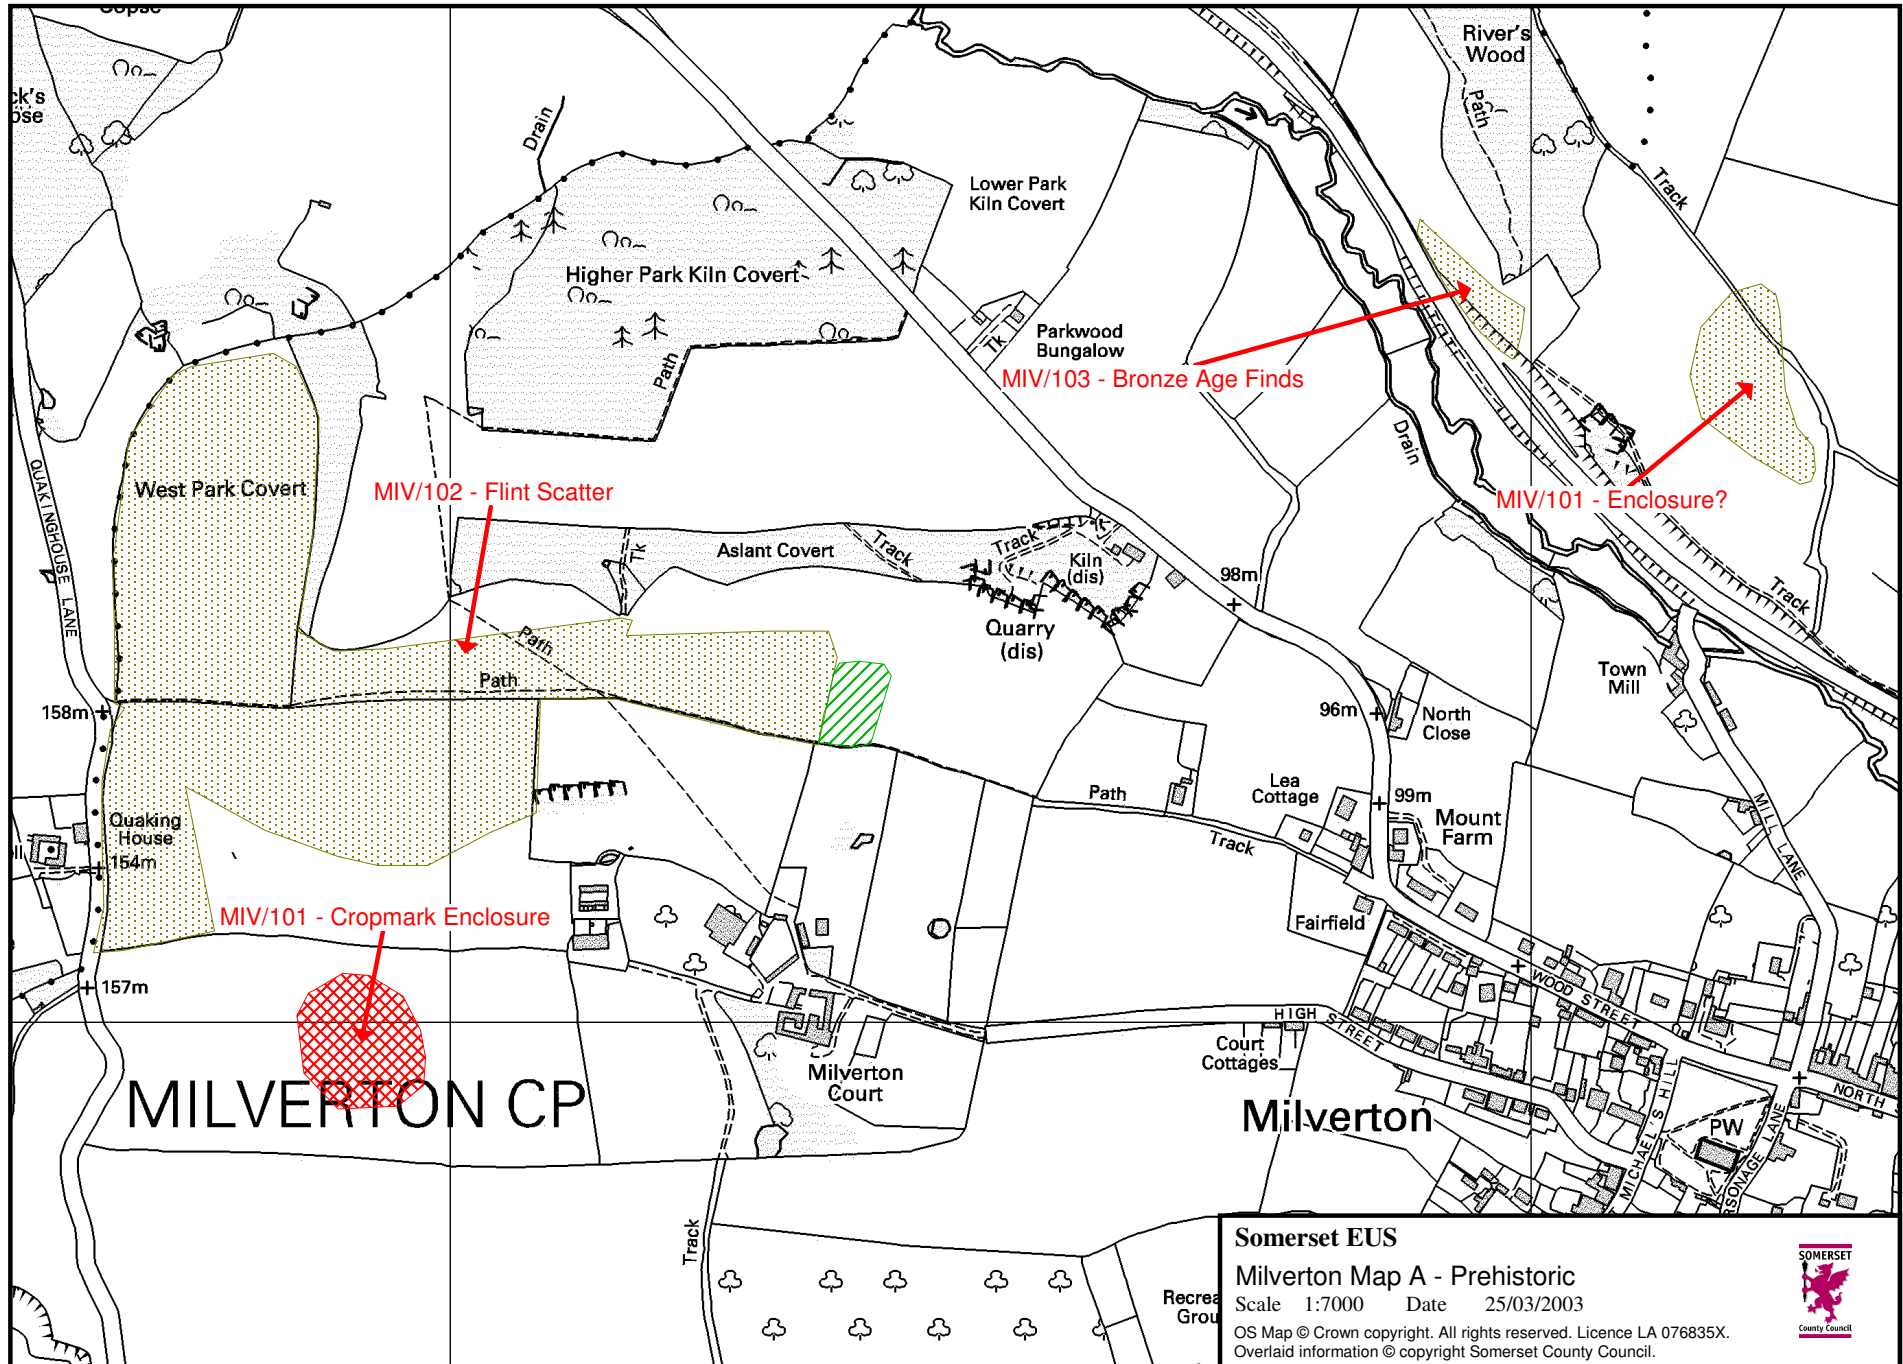 Copse
River's
Wood
Path
Drain
Track
Lower Park
Kiln Covert
Higher Park Kiln Covert
Parkwood
Bungalow
Tk
Path
MIV/103 - Bronze Age Finds
Drain
QUAKINGHOUSE LANE
West Park Covert
MIV/102 - Flint Scatter
MIV/101 - Enclosure?
Aslant Covert
Tk
Track
Track
Kiln
(dis)
98m
Track
Quarry
(dis)
Path
Path
Town
Mill
158m
96m
North
Close
Lea
Cottage
Path
99m
Mount
Farm
MILL LANE
Quaking
House
Track
154m
MIV/101 - Cropmark Enclosure
Fairfield
157m
WOOD STREET
HIGH STREET
Court
Cottages
Milverton
Court
MILVERTON CP
Milverton
MICHAEL'S HILL
PW
NORTH
Track
Somerset EUS
Milverton Map A - Prehistoric
Scale 1:7000 Date 25/03/2003
OS Map © Crown copyright. All rights reserved. Licence LA 076835X.
Overlaid information © copyright Somerset County Council.
SOMERSET
County Council